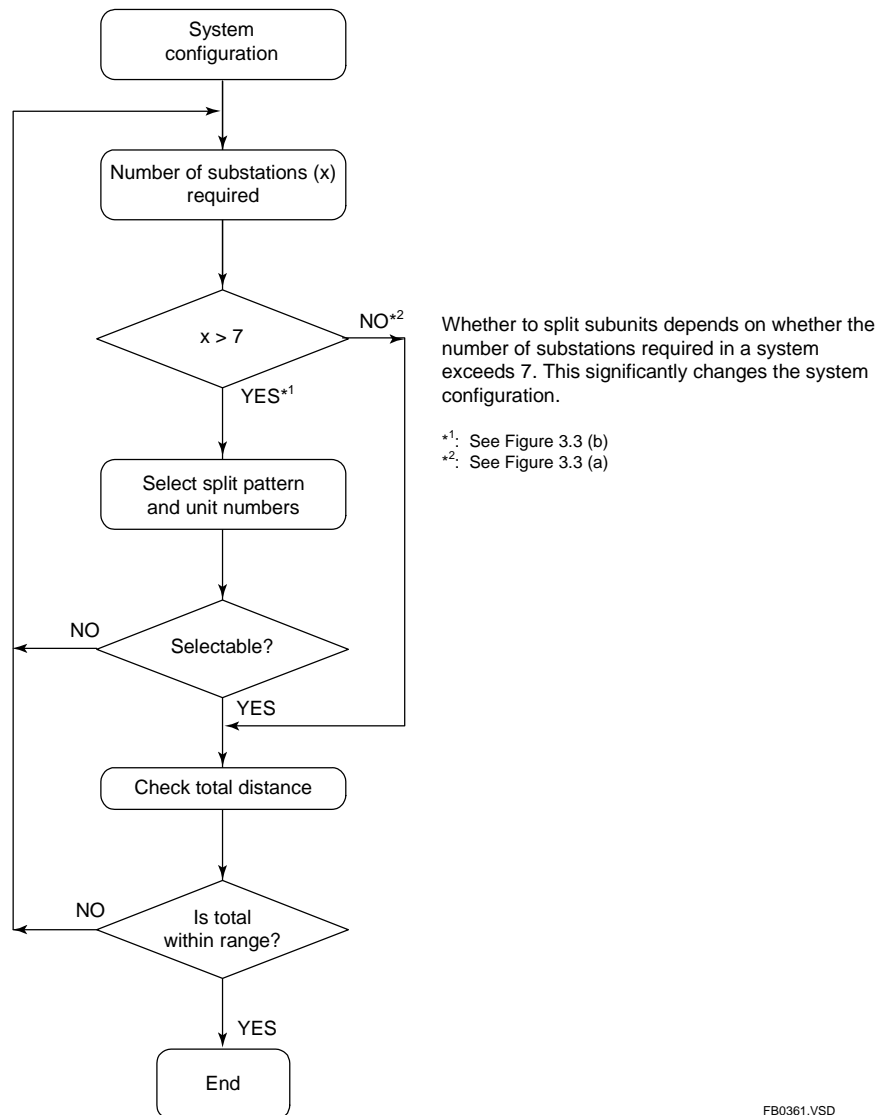 System
configuration
Number of substations (x)
required
x > 7
NO*2
YES*1
Whether to split subunits depends on whether the
number of substations required in a system
exceeds 7. This significantly changes the system
configuration.
*1: See Figure 3.3 (b)
*2: See Figure 3.3 (a)
Select split pattern
and unit numbers
NO
Selectable?
YES
Check total distance
NO
Is total
within range?
YES
End
FB0361.VSD